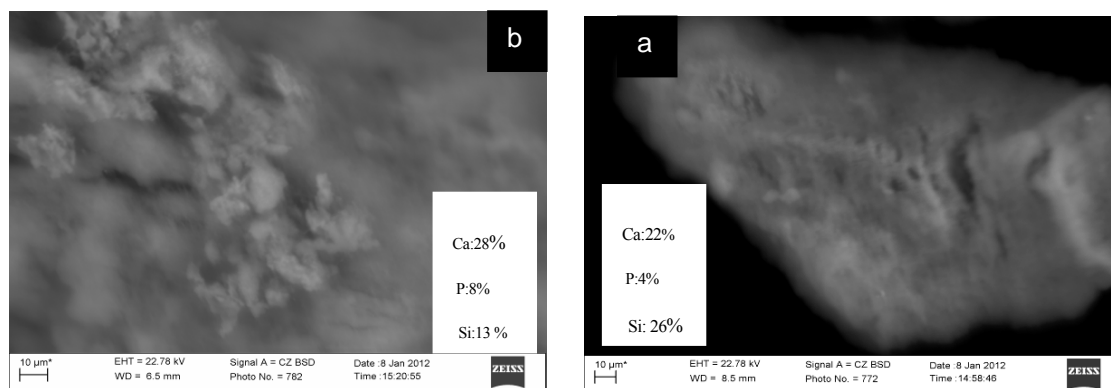 b
Ca:28%
P:8%
Si:13 %
10 µm*
EHT = 22.78 kV
WD = 6.5 mm
Signal A = CZ BSD
Photo No. = 782
Date :8 Jan 2012
Time :15:20:55
ZEISS
a
Ca:22%
P:4%
Si: 26%
10 µm*
EHT = 22.78 kV
WD = 8.5 mm
Signal A = CZ BSD
Photo No. = 772
Date :8 Jan 2012
Time :14:58:46
ZEISS